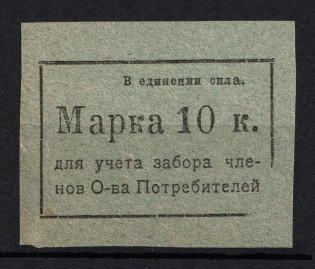 В единении сила.
Марка 10 к.
для учета забора чле-
нов О-ва Потребителей